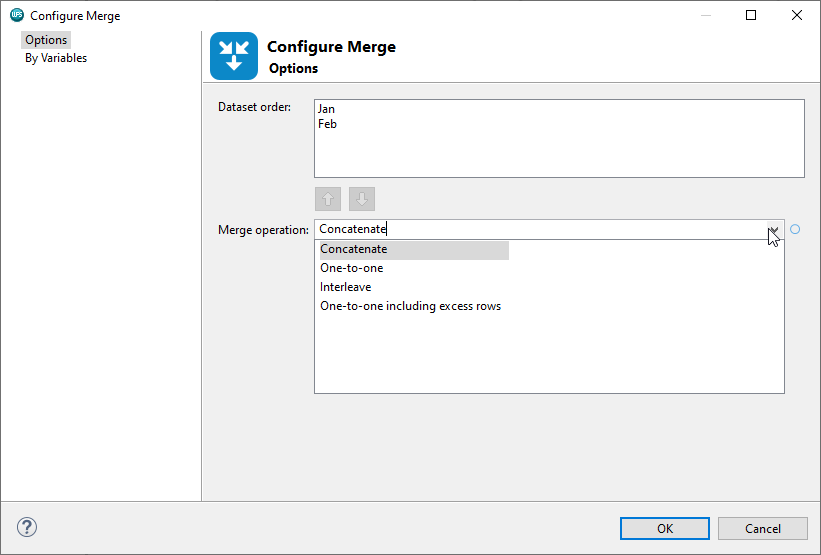 WPS Configure Merge
Options
By Variables
Configure Merge
Options
Dataset order:
Jan
Feb
Merge operation:
Concatenate
Concatenate
One-to-one
Interleave
One-to-one including excess rows
?
OK
Cancel